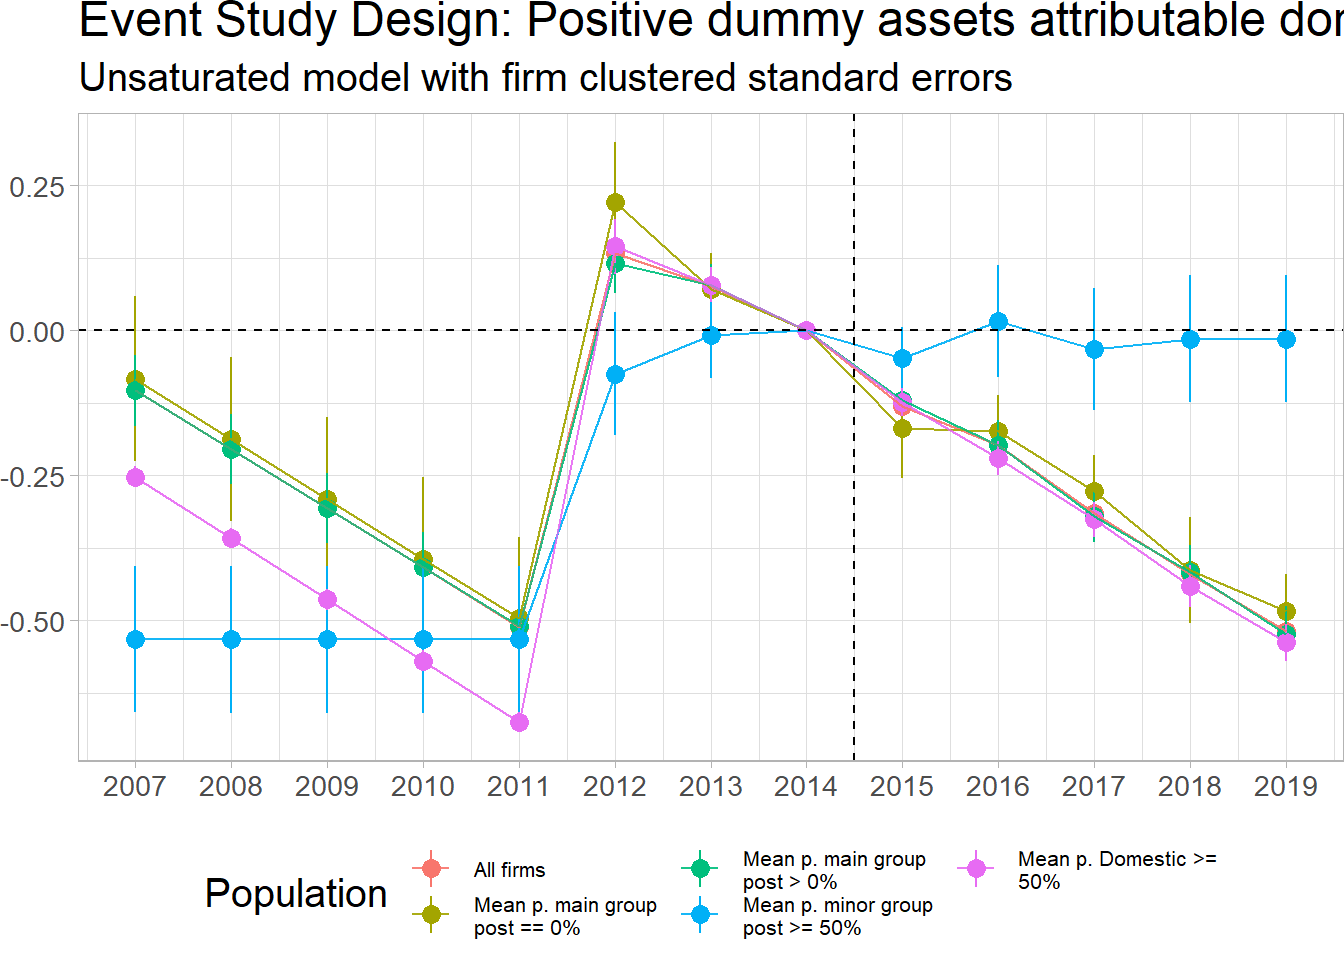 Event Study Design: Positive dummy assets attributable
Unsaturated model with firm clustered standard errors
0.25
0.00
-0.25
-0.50
2007 2008 2009 2010 2011 2012 2013 2014 2015 2016 2017 2018 2019
Population
All firms
Mean p. main group
post == 0%
Mean p. main group
post > 0%
Mean p. minor group
post >= 50%
Mean p. Domestic >=
50%